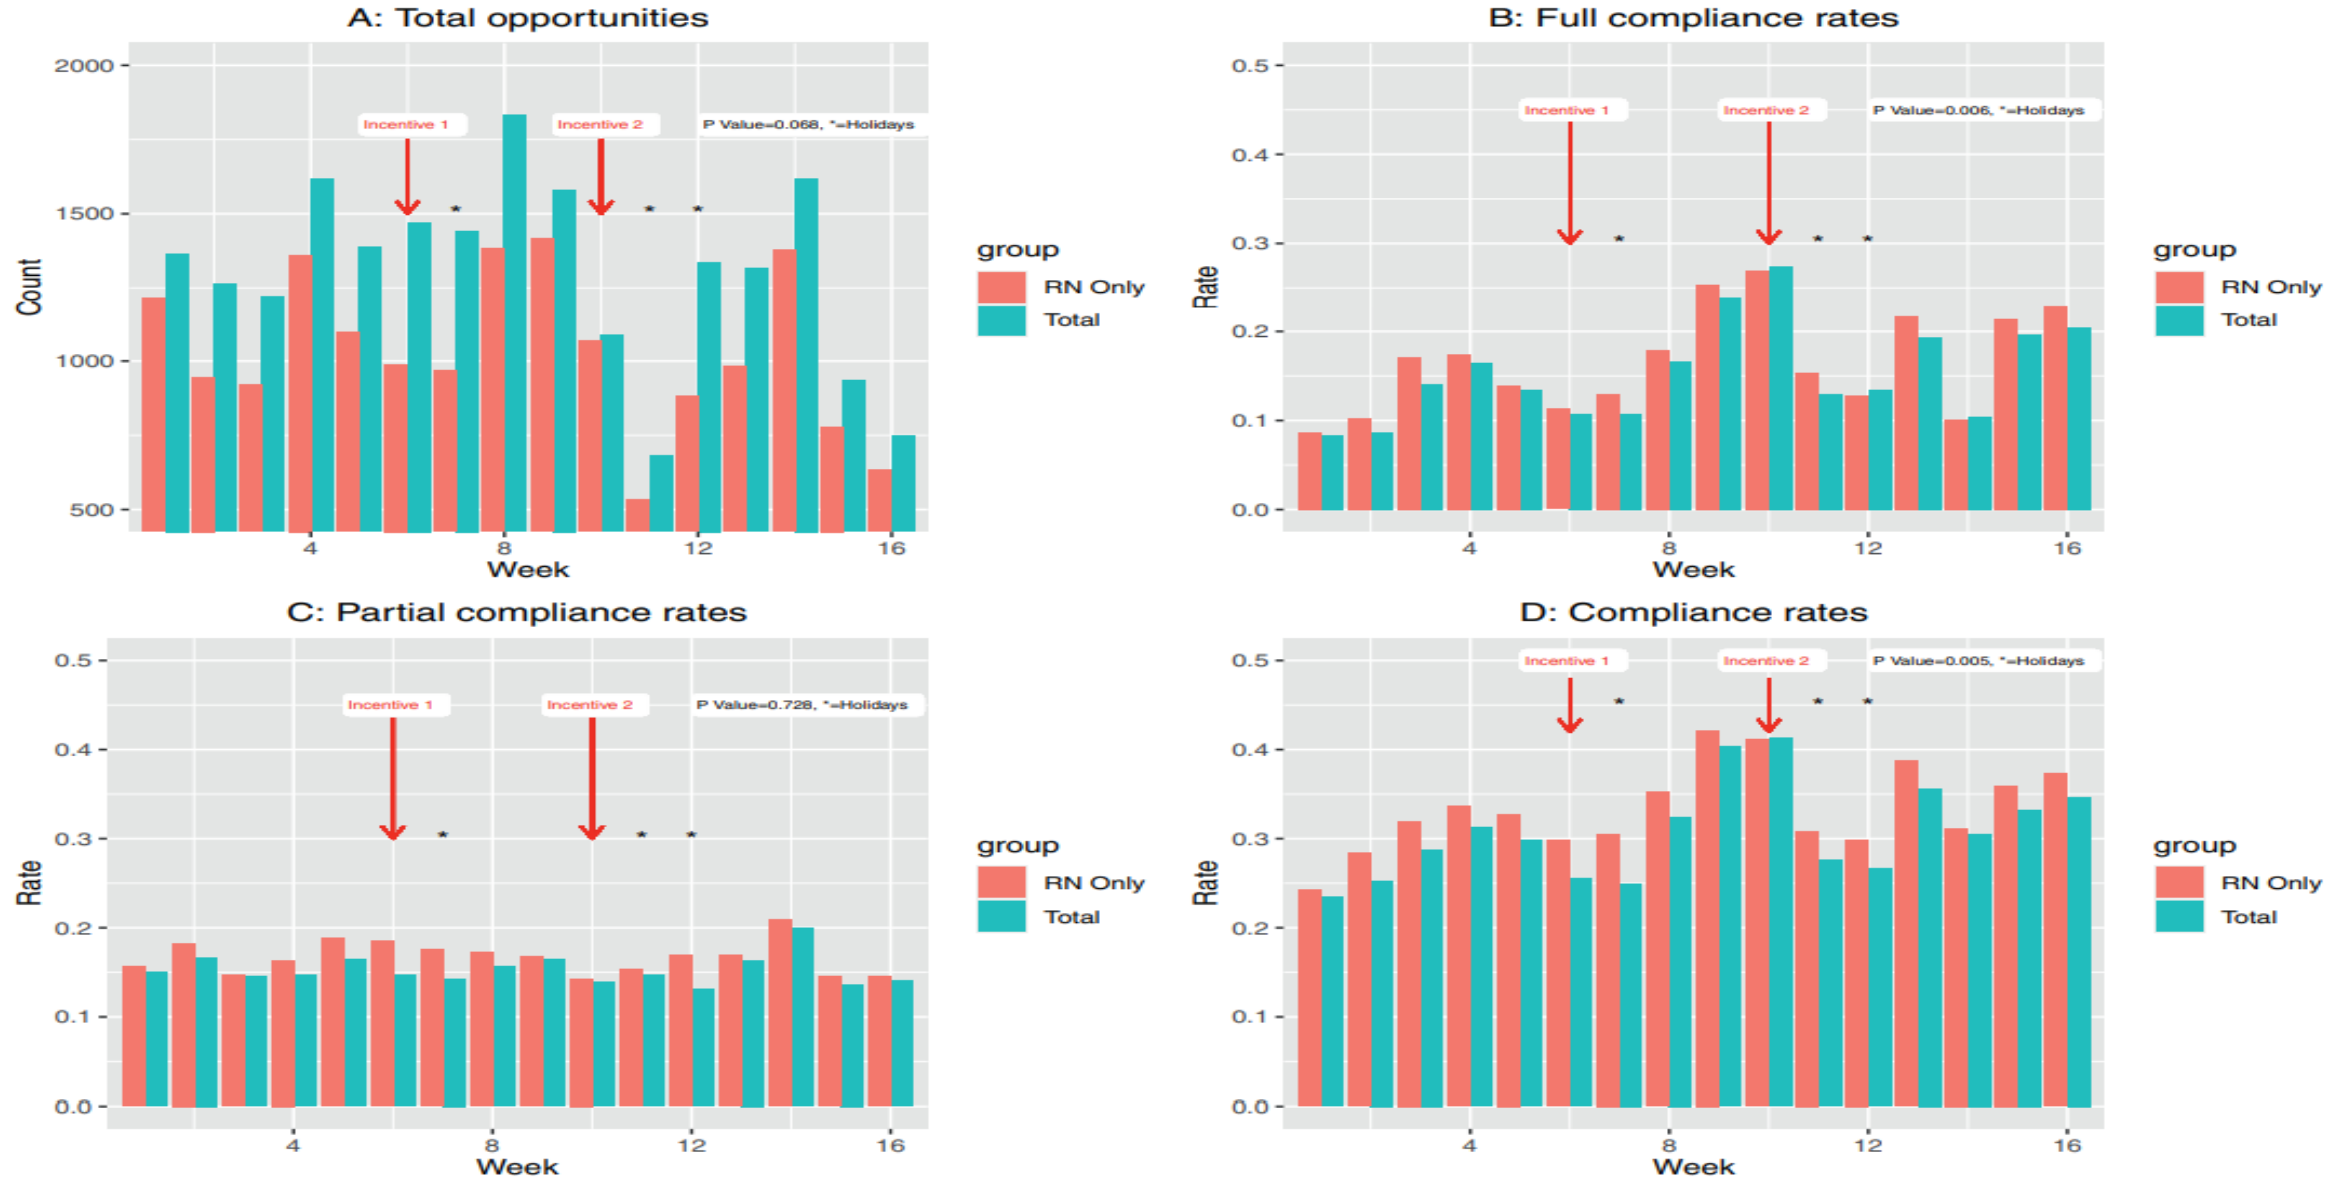 A: Total opportunities
2000
1500
1000
500
Count
Incentive 1
Incentive 2
P Value=0.068, *=Holidays
*
*
*
4
8
12
16
Week
group
RN Only
Total
B: Full compliance rates
0.5
0.4
0.3
0.2
0.1
0.0
Rate
Incentive 1
Incentive 2
P Value=0.006, *=Holidays
*
*
*
4
8
12
16
Week
group
RN Only
Total
C: Partial compliance rates
0.5
0.4
0.3
0.2
0.1
0.0
Rate
Incentive 1
Incentive 2
P Value=0.728, *=Holidays
*
*
*
4
8
12
16
Week
group
RN Only
Total
D: Compliance rates
0.5
0.4
0.3
0.2
0.1
0.0
Rate
Incentive 1
Incentive 2
P Value=0.005, *=Holidays
*
*
*
4
8
12
16
Week
group
RN Only
Total